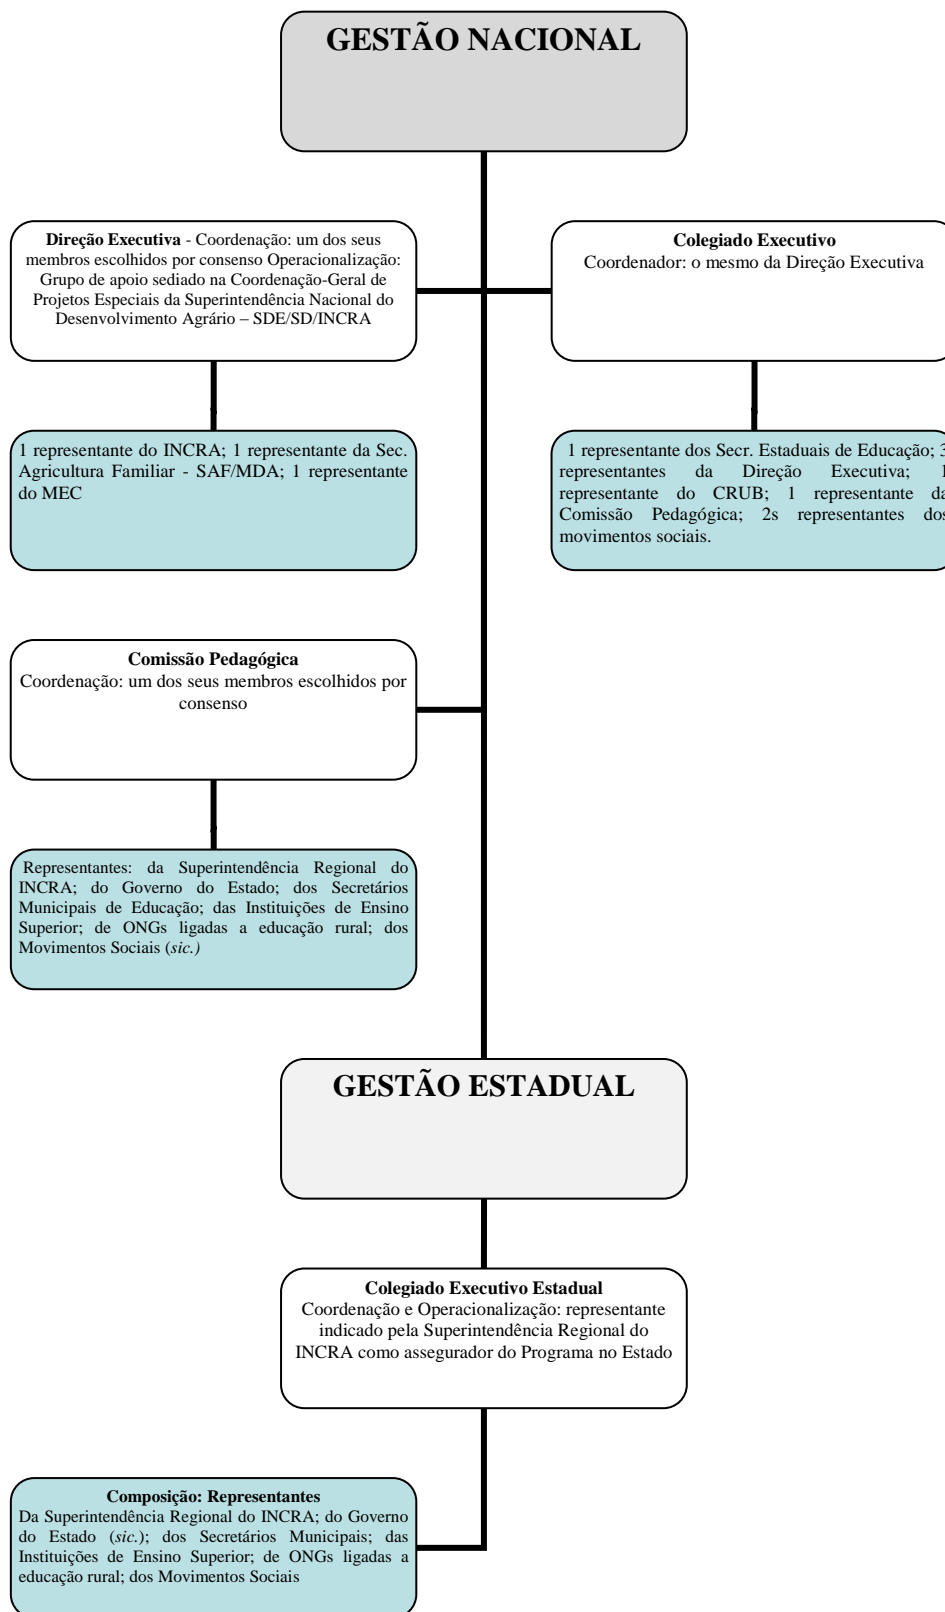 GESTÃO NACIONAL
Direção Executiva - Coordenação: um dos seus
membros escolhidos por consenso Operacionalização:
Grupo de apoio sediado na Coordenação-Geral de
Projetos Especiais da Superintendência Nacional do
Desenvolvimento Agrário – SDE/SD/INCRA
Colegiado Executivo
Coordenador: o mesmo da Direção Executiva
1 representante do INCRA; 1 representante da Sec.
Agricultura Familiar - SAF/MDA; 1 representante
do MEC
1 representante dos Secr. Estaduais de Educação; 3
representantes da Direção Executiva; 1
representante do CRUB; 1 representante da
Comissão Pedagógica; 2s representantes dos
movimentos sociais.
Comissão Pedagógica
Coordenação: um dos seus membros escolhidos por
consenso
Representantes: da Superintendência Regional do
INCRA; do Governo do Estado; dos Secretários
Municipais de Educação; das Instituições de Ensino
Superior; de ONGs ligadas a educação rural; dos
Movimentos Sociais (sic.)
GESTÃO ESTADUAL
Colegiado Executivo Estadual
Coordenação e Operacionalização: representante
indicado pela Superintendência Regional do
INCRA como assegurador do Programa no Estado
Composição: Representantes
Da Superintendência Regional do INCRA; do Governo
do Estado (sic.); dos Secretários Municipais; das
Instituições de Ensino Superior; de ONGs ligadas a
educação rural; dos Movimentos Sociais